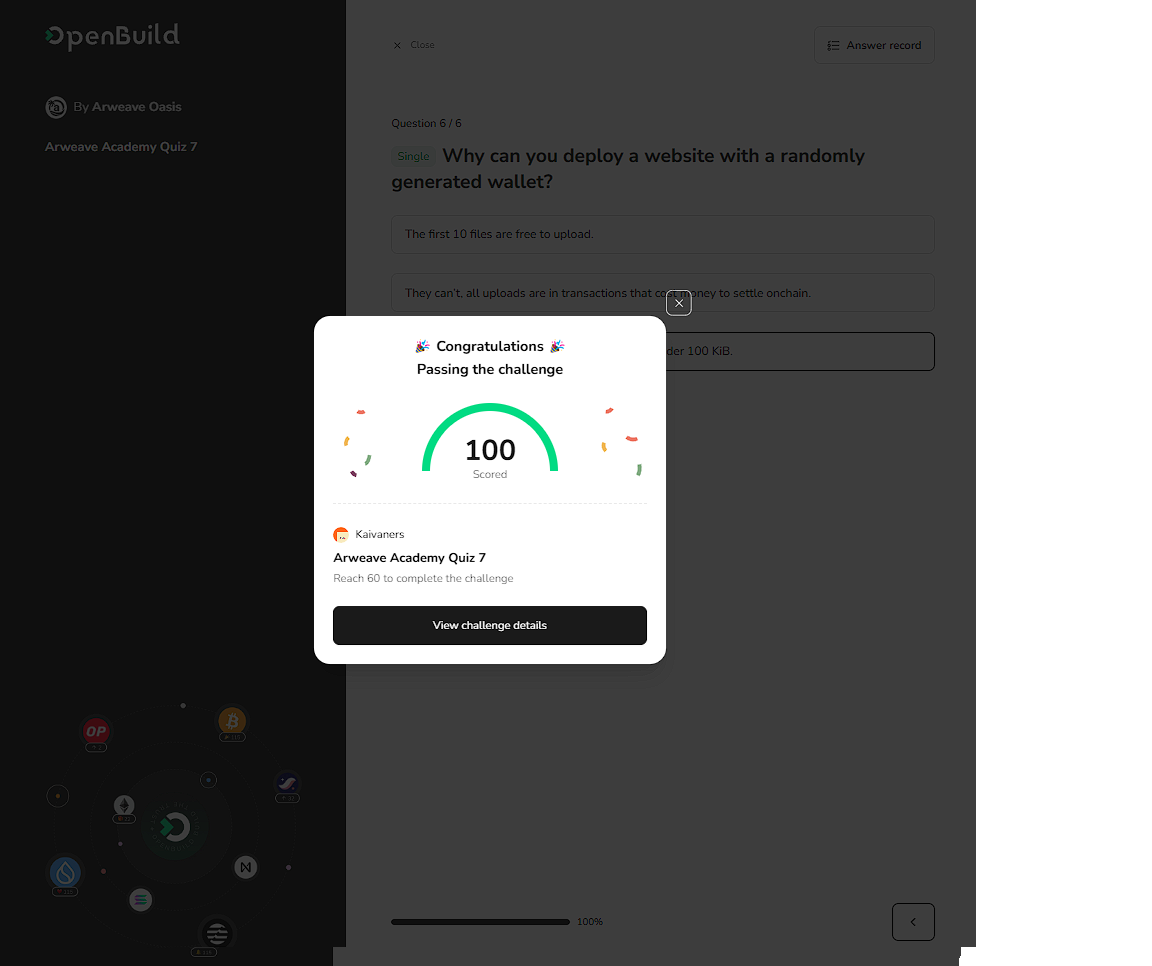 OpenBuild
By Arweave Oasis
Arweave Academy Quiz 7
Close
Answer record
Question 6 / 6
Single Why can you deploy a website with a randomly
generated wallet?
The first 10 files are free to upload.
They can't, all uploads are in transactions that cost money to settle onchain.
der 100 KiB.
Congratulations
Passing the challenge
100
Scored
Kaivaners
Arweave Academy Quiz 7
Reach 60 to complete the challenge
View challenge details
OP
100%